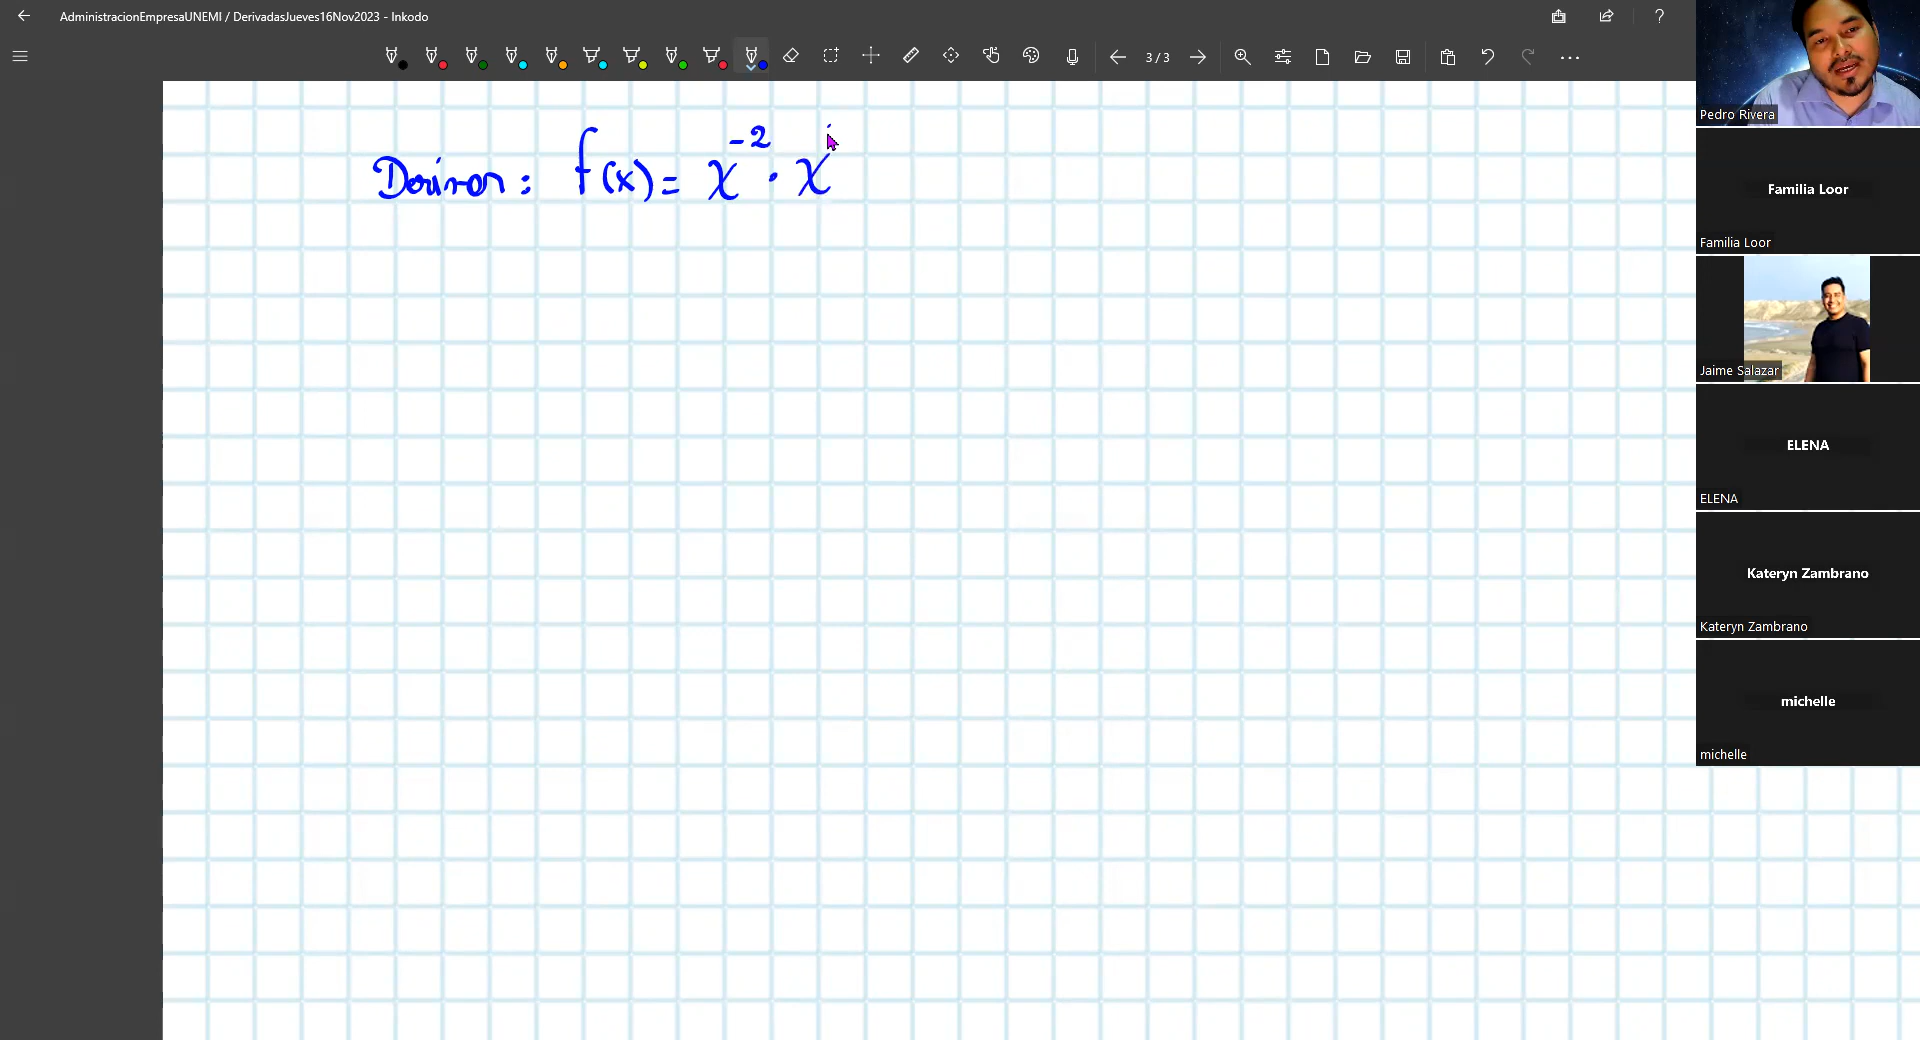 AdministracionEmpresaUNEMI / DerivadasJueves16Nov2023 - Inkodo
3 / 3
?
Derivar: f(x) = x⁻² · x
Pedro Rivera
Familia Loor
Familia Loor
Jaime Salazar
ELENA
ELENA
Kateryn Zambrano
Kateryn Zambrano
michelle
michelle